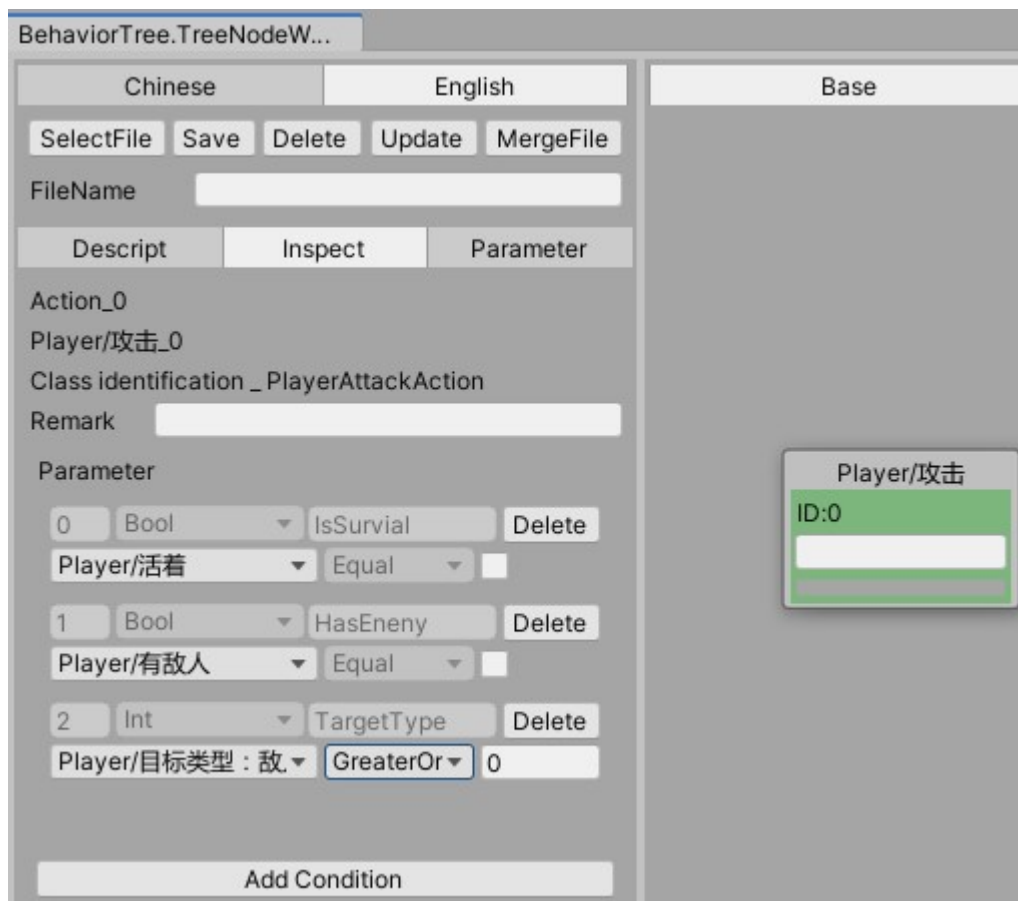 BehaviorTree.TreeNodeW...
Chinese English
SelectFile Save Delete Update MergeFile
FileName
Descript Inspect Parameter
Action_0
Player/攻击_0
Class identification _ PlayerAttackAction
Remark
Parameter
0 Bool IsSurvial Delete
Player/活着 Equal
1 Bool HasEneny Delete
Player/有敌人 Equal
2 Int TargetType Delete
Player/目标类型：敌 GreaterOr 0
Add Condition
Base
Player/攻击
ID:0